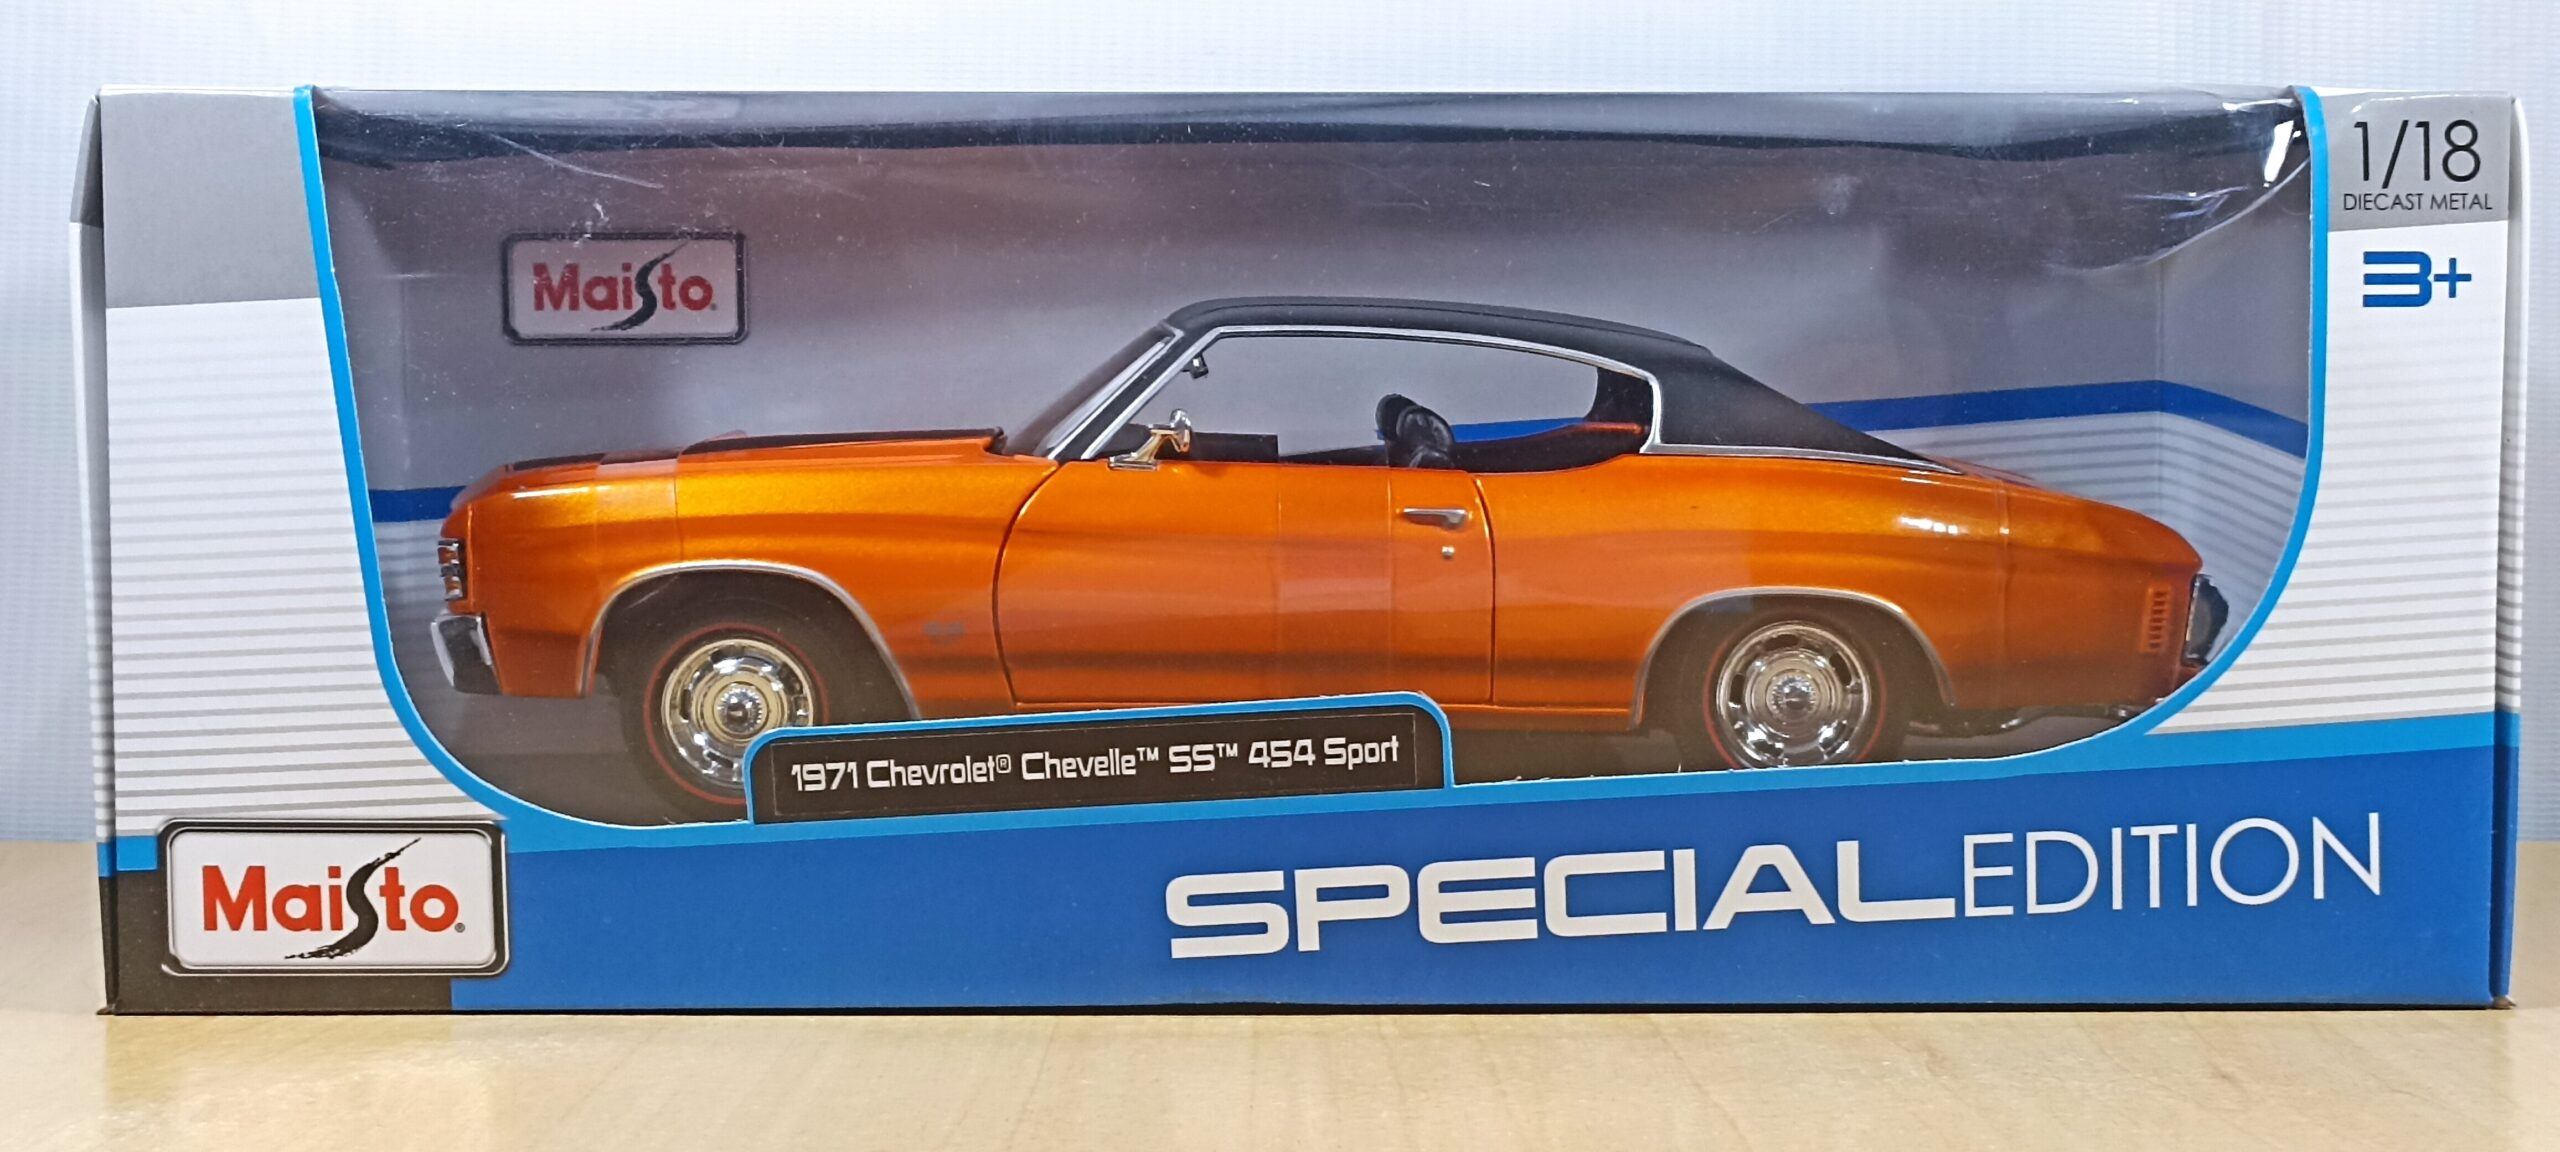 1/18
DIECAST METAL
3+
Maisto
1971 Chevrolet® Chevelle™ SS™ 454 Sport
Maisto®
SPECIALEDITION